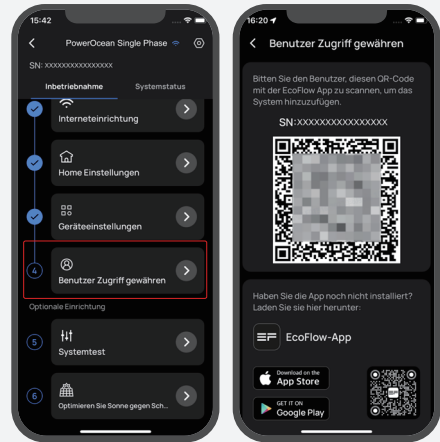 15:42
PowerOcean Single Phase
SN: XXXXXXXXXXXXXXXX
Inbetriebnahme
Systemstatus
Interneteinrichtung
Home Einstellungen
Geräteeinstellungen
4
Benutzer Zugriff gewähren
Optionale Einrichtung
5
Systemtest
6
Optimieren Sie Sonne gegen Sch...
16:20
Benutzer Zugriff gewähren
Bitten Sie den Benutzer, diesen QR-Code
mit der EcoFlow App zu scannen, um das
System hinzuzufügen.
SN:XXXXXXXXXXXXXXXX
Haben Sie die App noch nicht installiert?
Laden Sie sie hier herunter:
EcoFlow-App
Download on the
App Store
GET IT ON
Google Play